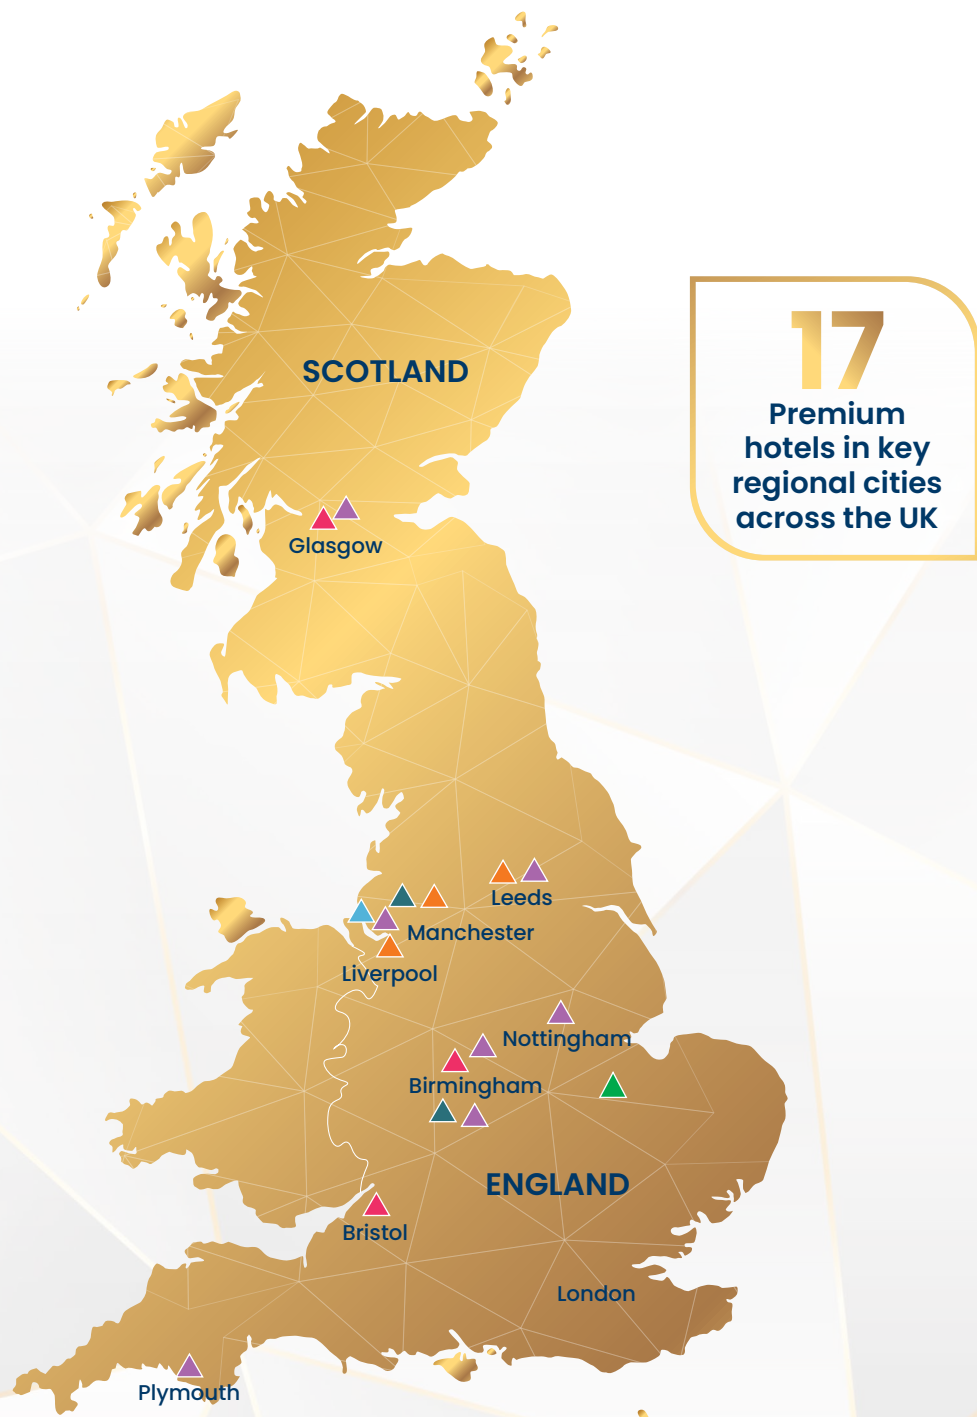 SCOTLAND
17
Premium
hotels in key
regional cities
across the UK
Glasgow
Leeds
Manchester
Liverpool
Nottingham
Birmingham
ENGLAND
Bristol
London
Plymouth